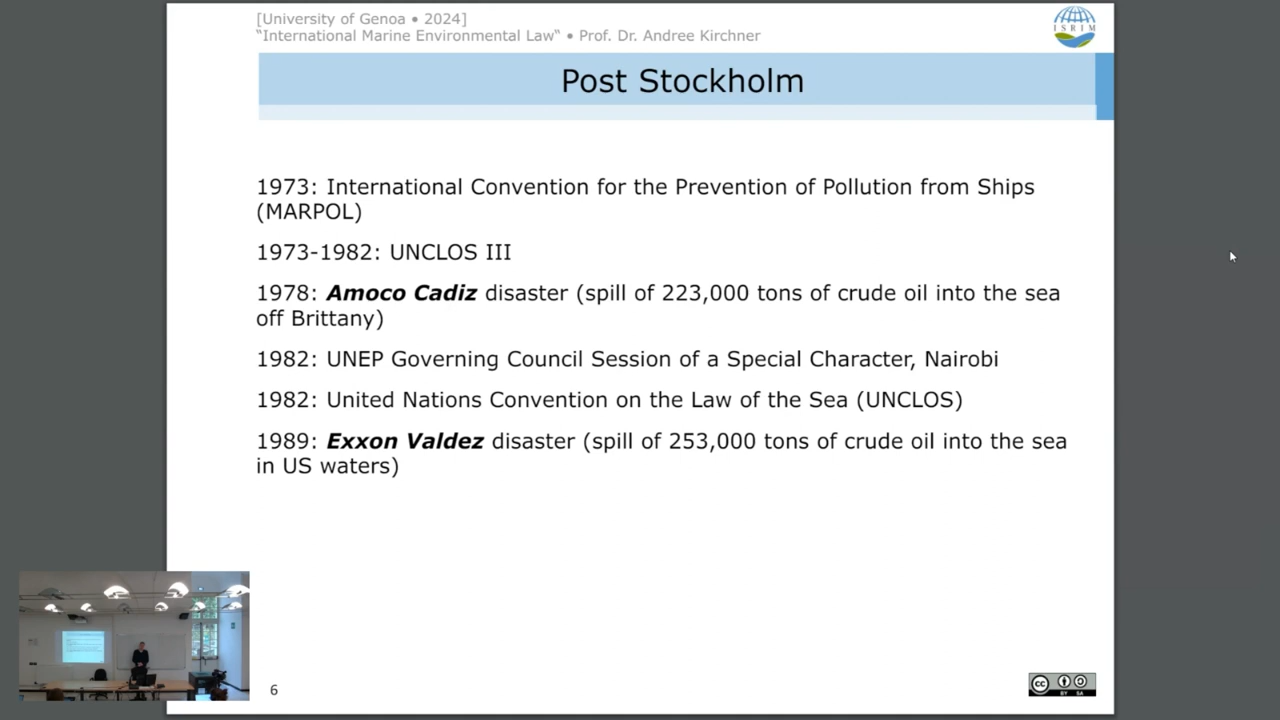 [University of Genoa • 2024]
“International Marine Environmental Law“ • Prof. Dr. Andree Kirchner
ISRIM
Post Stockholm
1973: International Convention for the Prevention of Pollution from Ships
(MARPOL)
1973-1982: UNCLOS III
1978: Amoco Cadiz disaster (spill of 223,000 tons of crude oil into the sea
off Brittany)
1982: UNEP Governing Council Session of a Special Character, Nairobi
1982: United Nations Convention on the Law of the Sea (UNCLOS)
1989: Exxon Valdez disaster (spill of 253,000 tons of crude oil into the sea
in US waters)
6
cc
BY SA